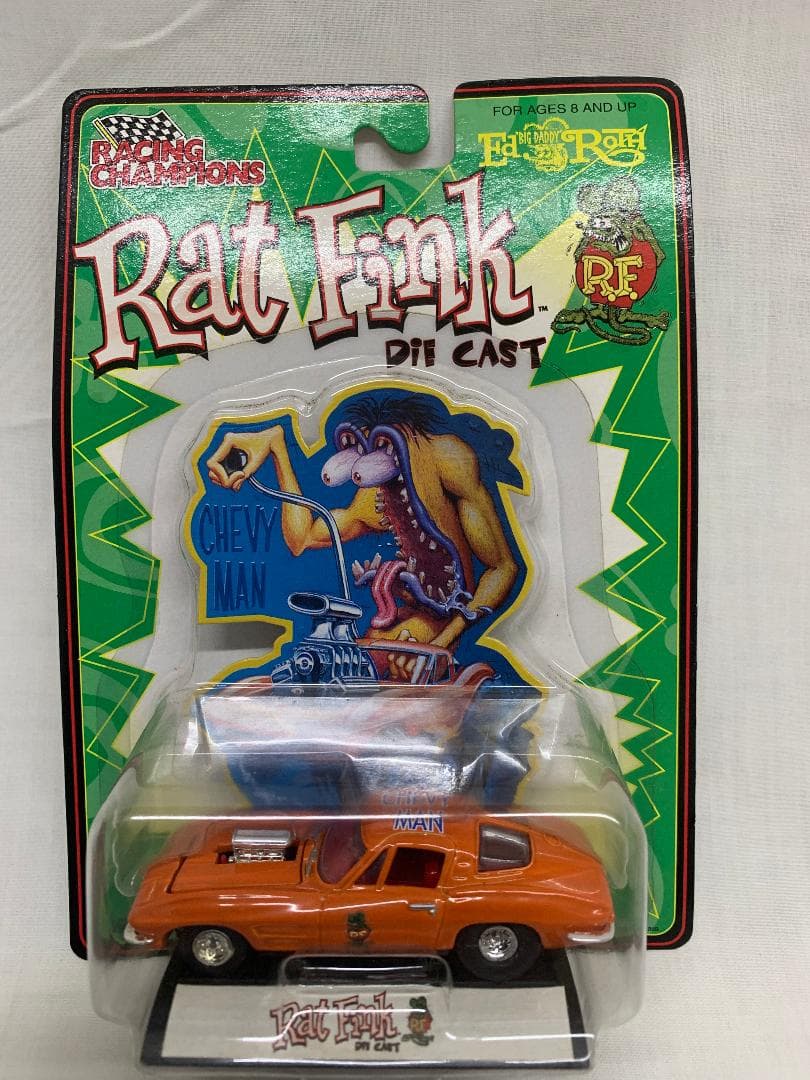 FOR AGES 8 AND UP
RACING
CHAMPIONS
Ed "BIG DADDY" Roth
Rat Fink™
DIE CAST
R.F.
CHEVY
MAN
CHEVY
MAN
R.F.
Rat Fink
R.F.
DIE CAST